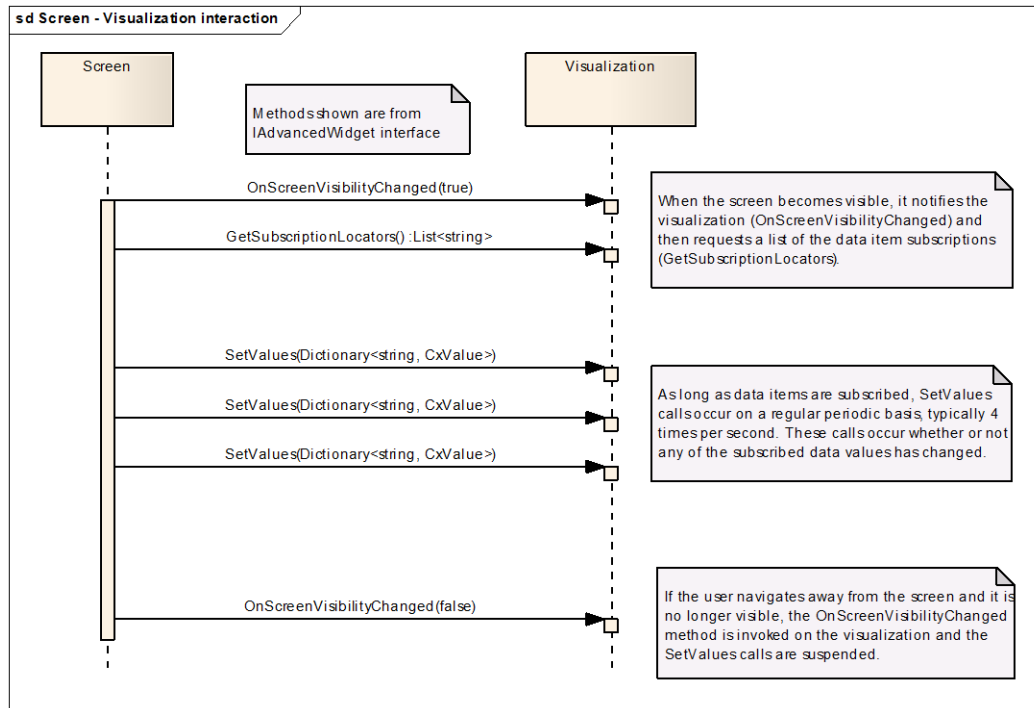 sd Screen - Visualization interaction
Screen
Visualization
Methods shown are from
IAdvancedWidget interface
OnScreenVisibilityChanged(true)
GetSubscriptionLocators() :List<string>
When the screen becomes visible, it notifies the
visualization (OnScreenVisibilityChanged) and
then requests a list of the data item subscriptions
(GetSubscriptionLocators).
SetValues(Dictionary<string, CxValue>)
SetValues(Dictionary<string, CxValue>)
SetValues(Dictionary<string, CxValue>)
As long as data items are subscribed, SetValues
calls occur on a regular periodic basis, typically 4
times per second. These calls occur whether or not
any of the subscribed data values has changed.
OnScreenVisibilityChanged(false)
If the user navigates away from the screen and it is
no longer visible, the OnScreenVisibilityChanged
method is invoked on the visualization and the
SetValues calls are suspended.